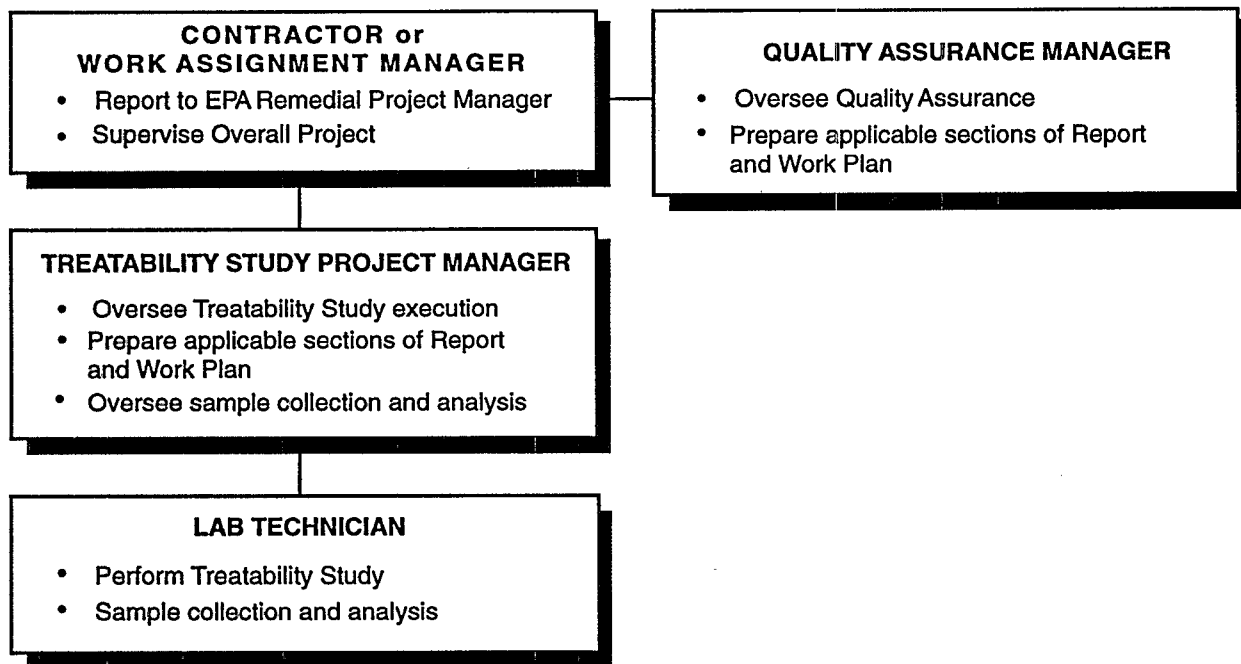 CONTRACTOR or
WORK ASSIGNMENT MANAGER
• Report to EPA Remedial Project Manager
• Supervise Overall Project
QUALITY ASSURANCE MANAGER
• Oversee Quality Assurance
• Prepare applicable sections of Report
and Work Plan
TREATABILITY STUDY PROJECT MANAGER
• Oversee Treatability Study execution
• Prepare applicable sections of Report
and Work Plan
• Oversee sample collection and analysis
LAB TECHNICIAN
• Perform Treatability Study
• Sample collection and analysis